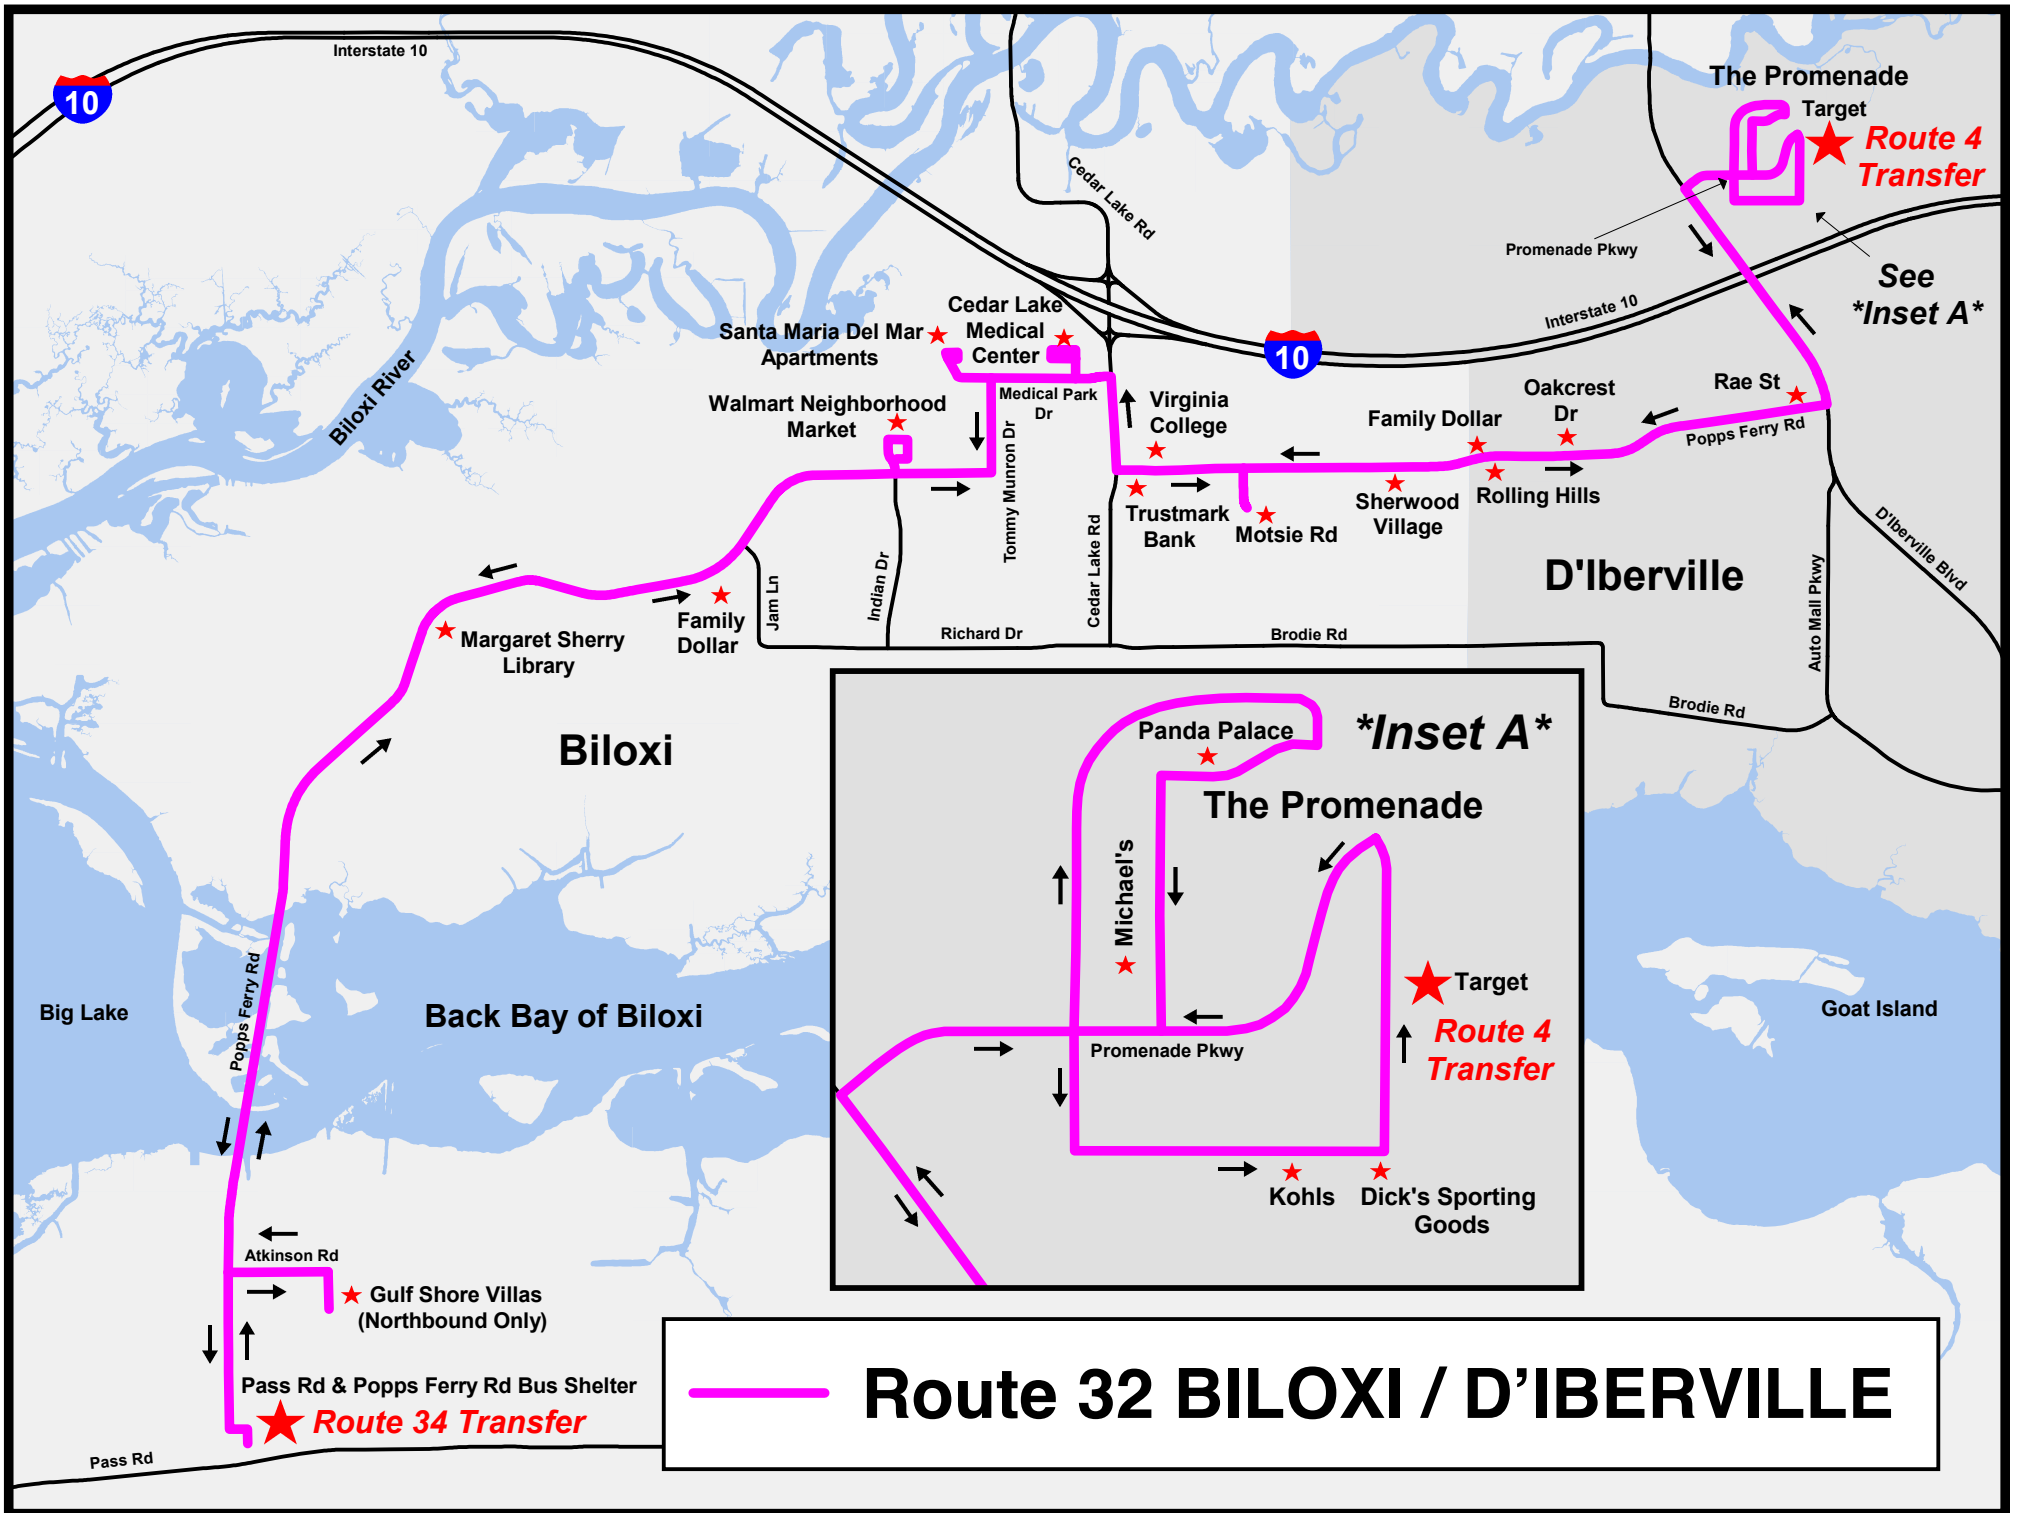 Interstate 10
10
The Promenade
Target
Route 4
Transfer
Cedar Lake Rd
Promenade Pkwy
See
*Inset A*
Interstate 10
10
Cedar Lake
Medical
Center
Santa Maria Del Mar
Apartments
Biloxi River
Walmart Neighborhood
Market
Medical Park
Dr
Tommy Munron Dr
Virginia
College
Family Dollar
Oakcrest
Dr
Rae St
Popps Ferry Rd
Trustmark
Bank
Motsie Rd
Sherwood
Village
Rolling Hills
D'Iberville
D'Iberville Blvd
Auto Mall Pkwy
Cedar Lake Rd
Indian Dr
Jam Ln
Family
Dollar
Margaret Sherry
Library
Richard Dr
Brodie Rd
Brodie Rd
Biloxi
*Inset A*
Panda Palace
The Promenade
Michael's
Target
Route 4
Transfer
Promenade Pkwy
Kohls
Dick's Sporting
Goods
Popps Ferry Rd
Big Lake
Back Bay of Biloxi
Goat Island
Atkinson Rd
Gulf Shore Villas
(Northbound Only)
Pass Rd & Popps Ferry Rd Bus Shelter
Route 34 Transfer
Pass Rd
Route 32 BILOXI / D’IBERVILLE